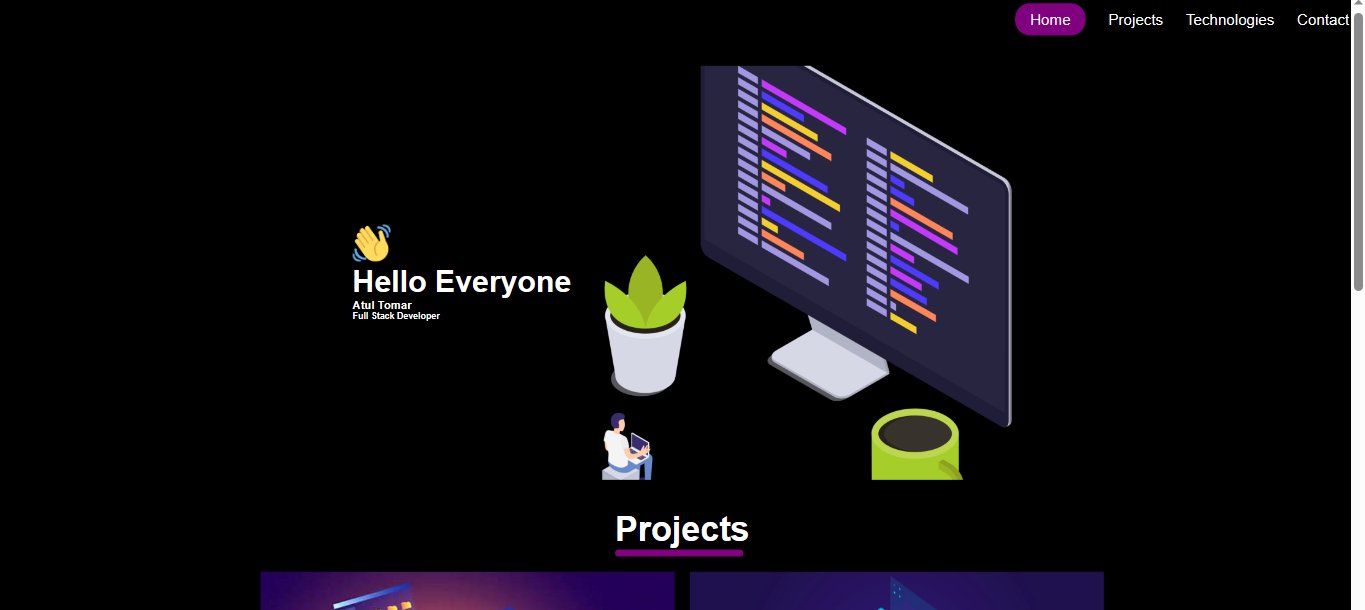 Home Projects Technologies Contact
Hello Everyone
Atul Tomar
Full Stack Developer
Projects